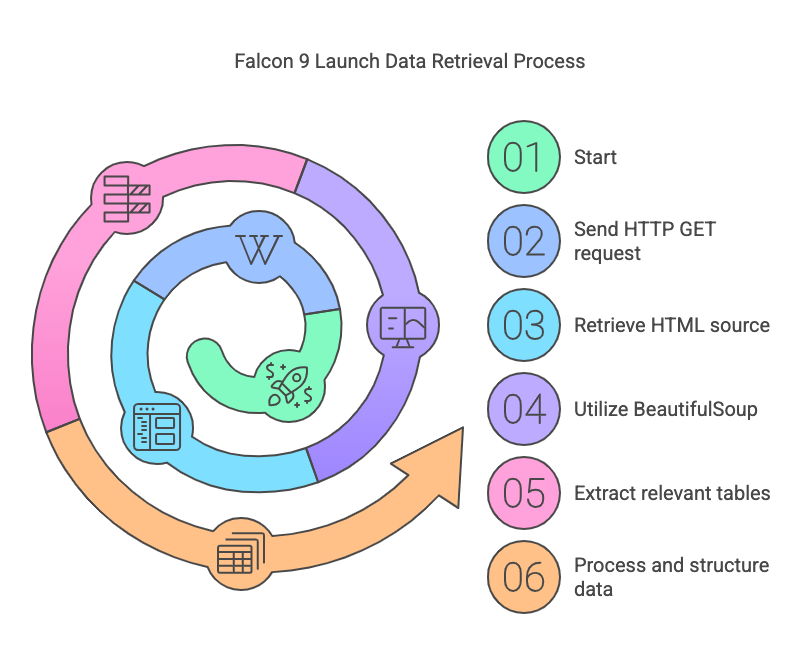 Falcon 9 Launch Data Retrieval Process
01
Start
W
02
Send HTTP GET
request
03
Retrieve HTML source
04
Utilize BeautifulSoup
05
Extract relevant tables
$
$
06
Process and structure
data